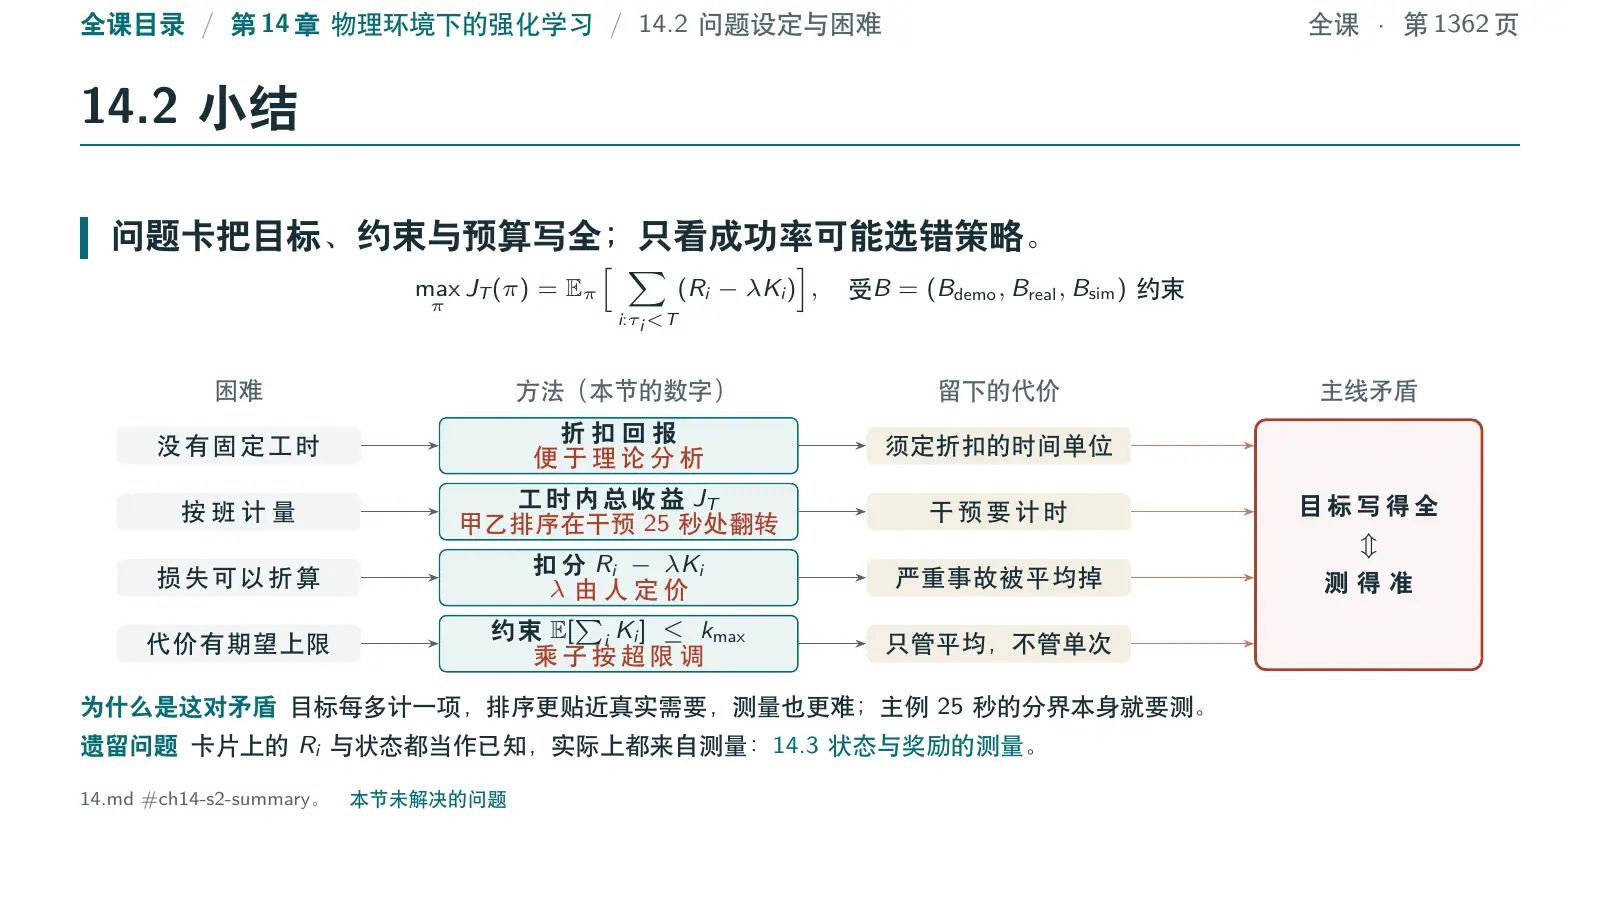 全课目录 / 第14章 物理环境下的强化学习 / 14.2 问题设定与困难
全课 · 第1362页
14.2 小结
问题卡把目标、约束与预算写全；只看成功率可能选错策略。
max_π J_T(π) = 𝔼_π [ ∑_{i:τ_i<T} (R_i − λK_i) ], 受B = (B_demo, B_real, B_sim) 约束
困难 方法（本节的数字） 留下的代价 主线矛盾
没有固定工时
折扣回报
便于理论分析
须定折扣的时间单位
按班计量
工时内总收益 J_T
甲乙排序在干预 25 秒处翻转
干预要计时
损失可以折算
扣分 R_i − λK_i
λ 由人定价
严重事故被平均掉
代价有期望上限
约束 𝔼[∑_i K_i] ≤ k_max
乘子按超限调
只管平均，不管单次
目标写得全
⇕
测得准
为什么是这对矛盾 目标每多计一项，排序更贴近真实需要，测量也更难；主例 25 秒的分界本身就要测。
遗留问题 卡片上的 R_i 与状态都当作已知，实际上都来自测量：14.3 状态与奖励的测量。
14.md #ch14-s2-summary。 本节未解决的问题